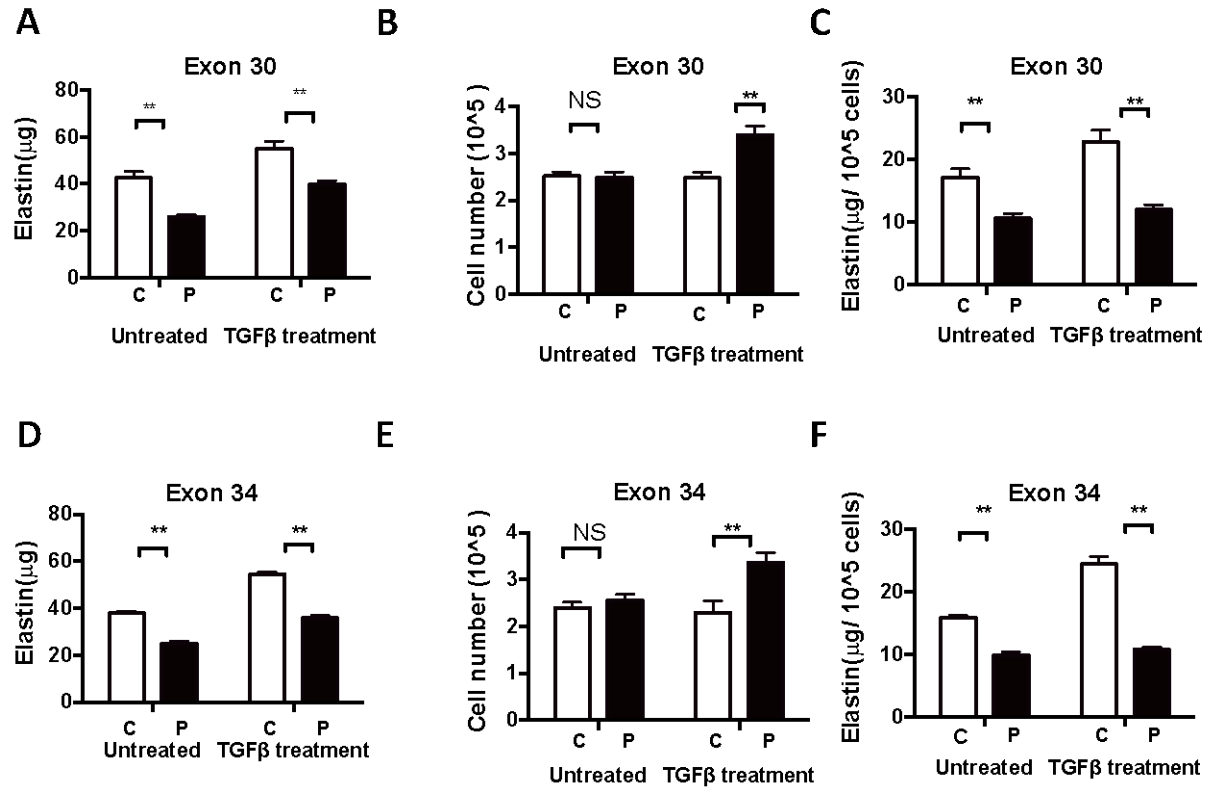 A
Exon 30
Elastin(μg)
80
60
40
20
0
**
**
C P C P
Untreated TGFβ treatment
B
Exon 30
Cell number (10^5 )
4
3
2
1
0
NS
**
C P C P
Untreated TGFβ treatment
C
Exon 30
Elastin(μg/ 10^5 cells)
30
20
10
0
**
**
C P C P
Untreated TGFβ treatment
D
Exon 34
Elastin(μg)
80
60
40
20
0
**
**
C P C P
Untreated TGFβ treatment
E
Exon 34
Cell number (10^5 )
4
3
2
1
0
NS
**
C P C P
Untreated TGFβ treatment
F
Exon 34
Elastin(μg/ 10^5 cells)
30
20
10
0
**
**
C P C P
Untreated TGFβ treatment